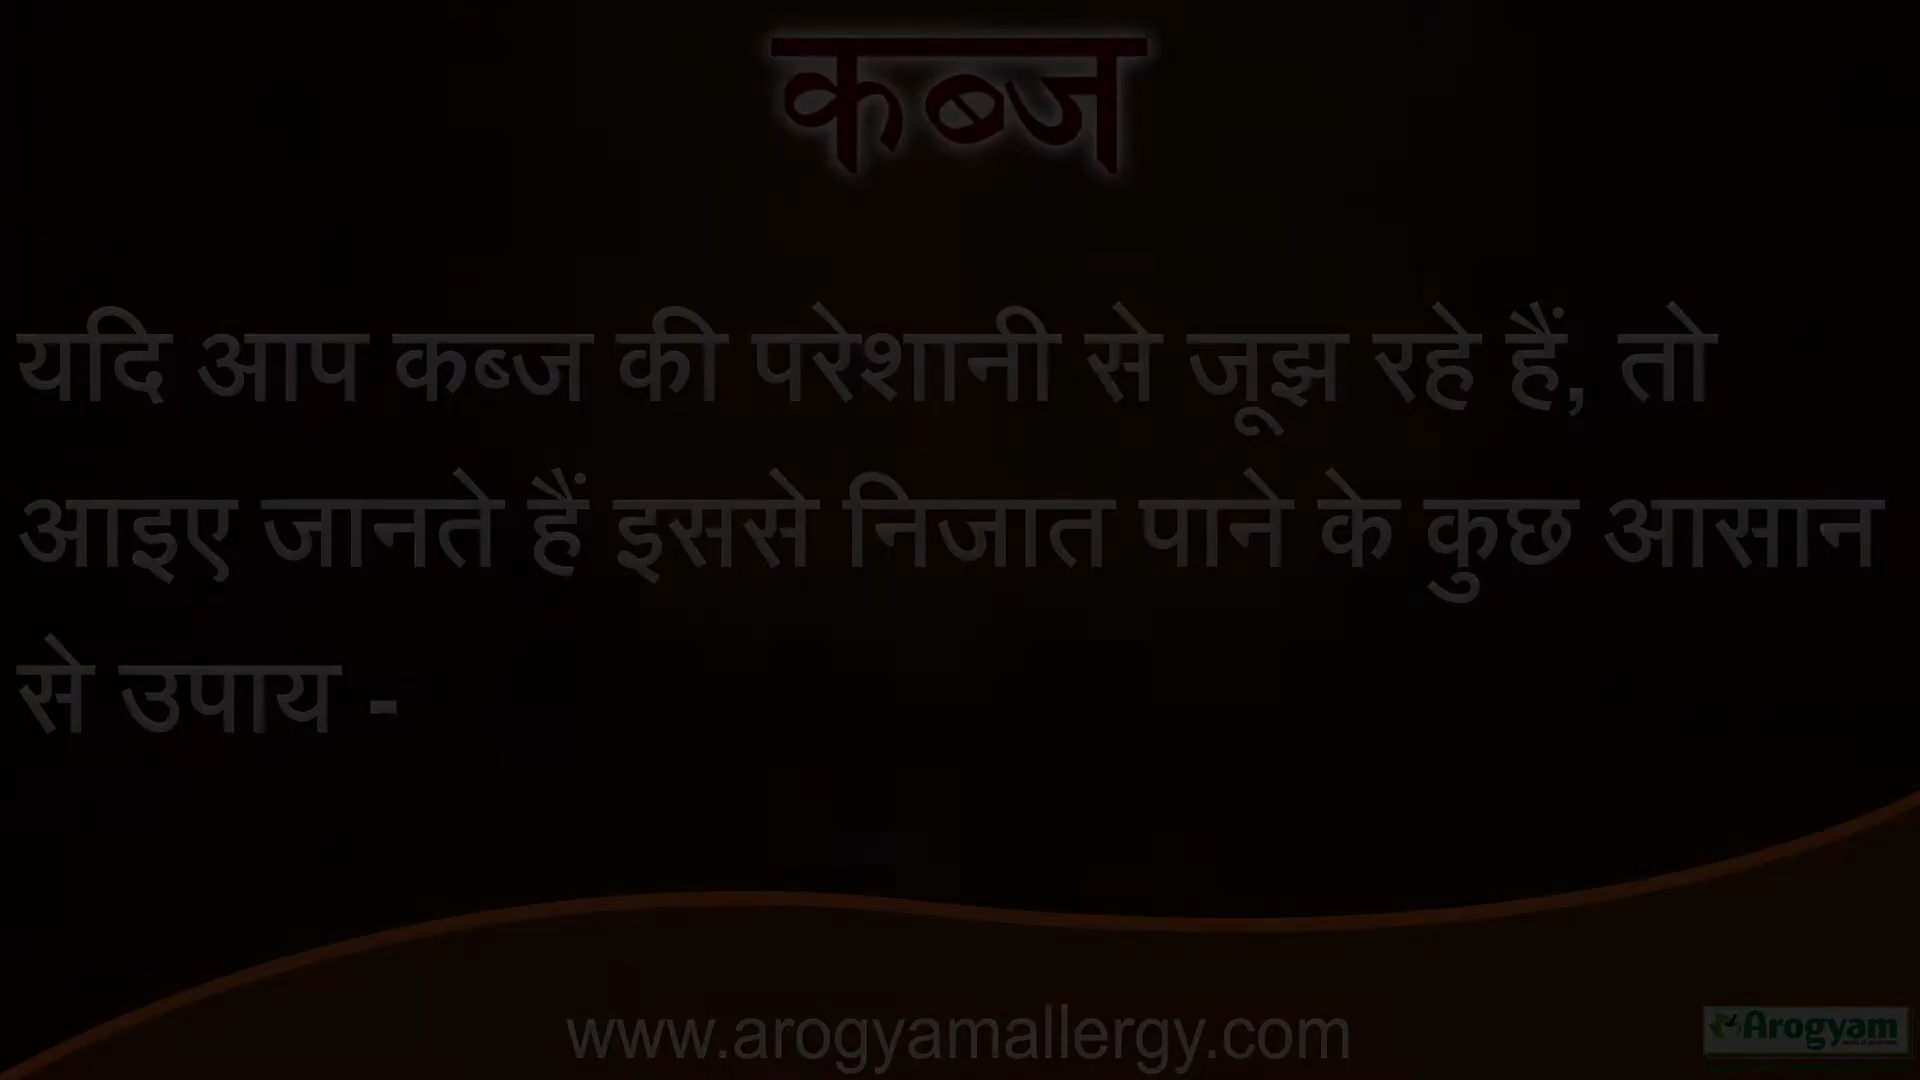 कब्ज
यदि आप कब्ज की परेशानी से जूझ रहे हैं, तो
आइए जानते हैं इससे निजात पाने के कुछ आसान
से उपाय -
www.arogyamallergy.com
Arogyam